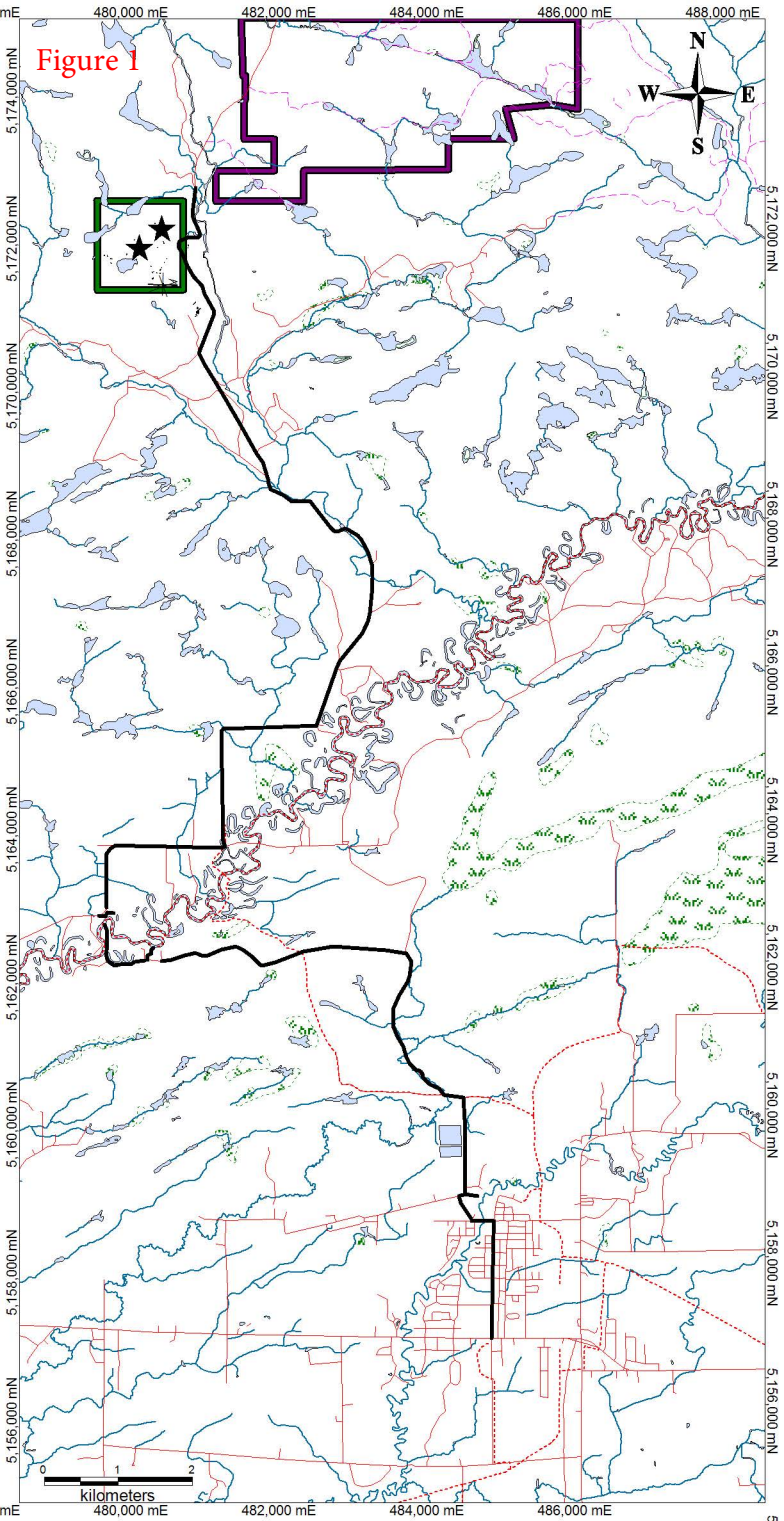 mE 480,000 mE 482,000 mE 484,000 mE 486,000 mE 488,000 mE
Figure 1
N
W E
S
5,174,000 mN
5,172,000 mN
5,170,000 mN
5,168,000 mN
5,166,000 mN
5,164,000 mN
5,162,000 mN
5,160,000 mN
5,158,000 mN
5,156,000 mN
5,172,000 mN
5,170,000 mN
5,168,000 mN
5,166,000 mN
5,164,000 mN
5,162,000 mN
5,160,000 mN
5,158,000 mN
5,156,000 mN
5
0 1 2
kilometers
mE 480,000 mE 482,000 mE 484,000 mE 486,000 mE